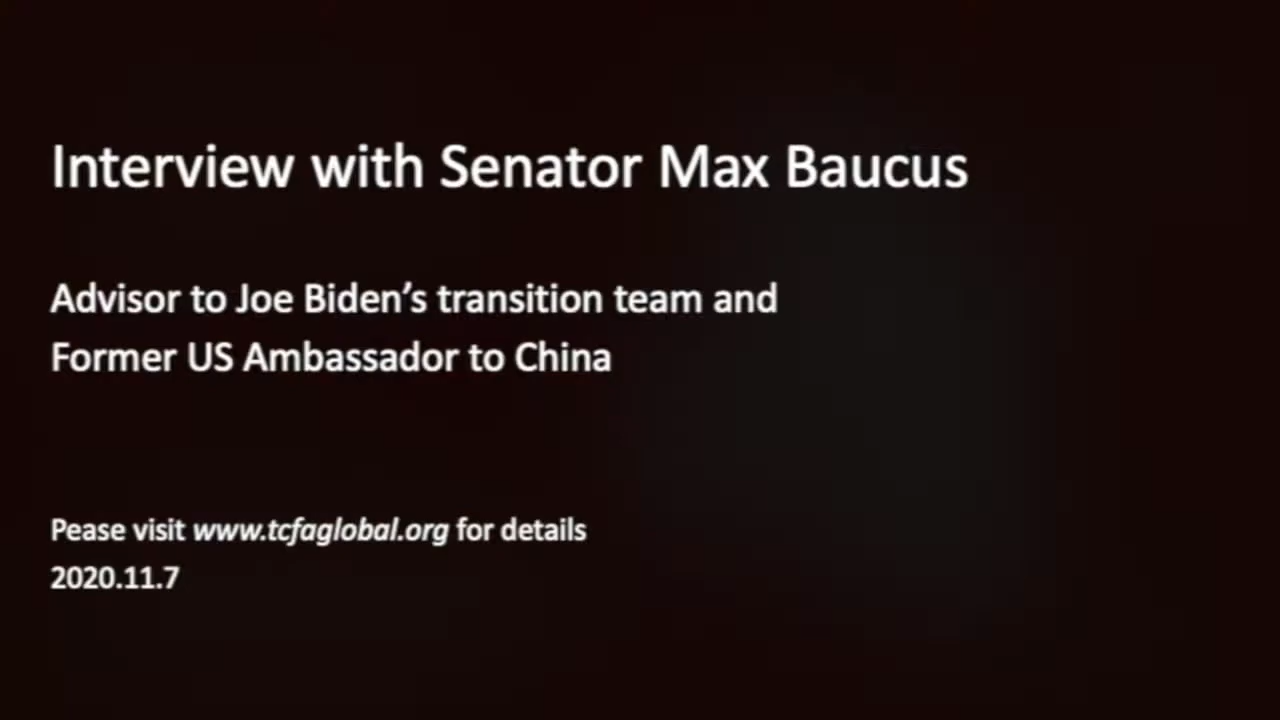 Interview with Senator Max Baucus
Advisor to Joe Biden’s transition team and
Former US Ambassador to China
Pease visit www.tcfaglobal.org for details
2020.11.7